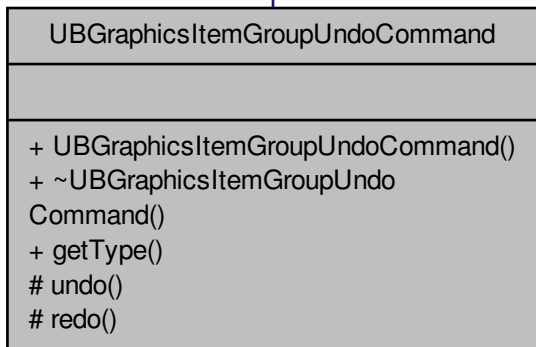 UBGraphicsItemGroupUndoCommand
+ UBGraphicsItemGroupUndoCommand()
+ ~UBGraphicsItemGroupUndo
Command()
+ getType()
# undo()
# redo()